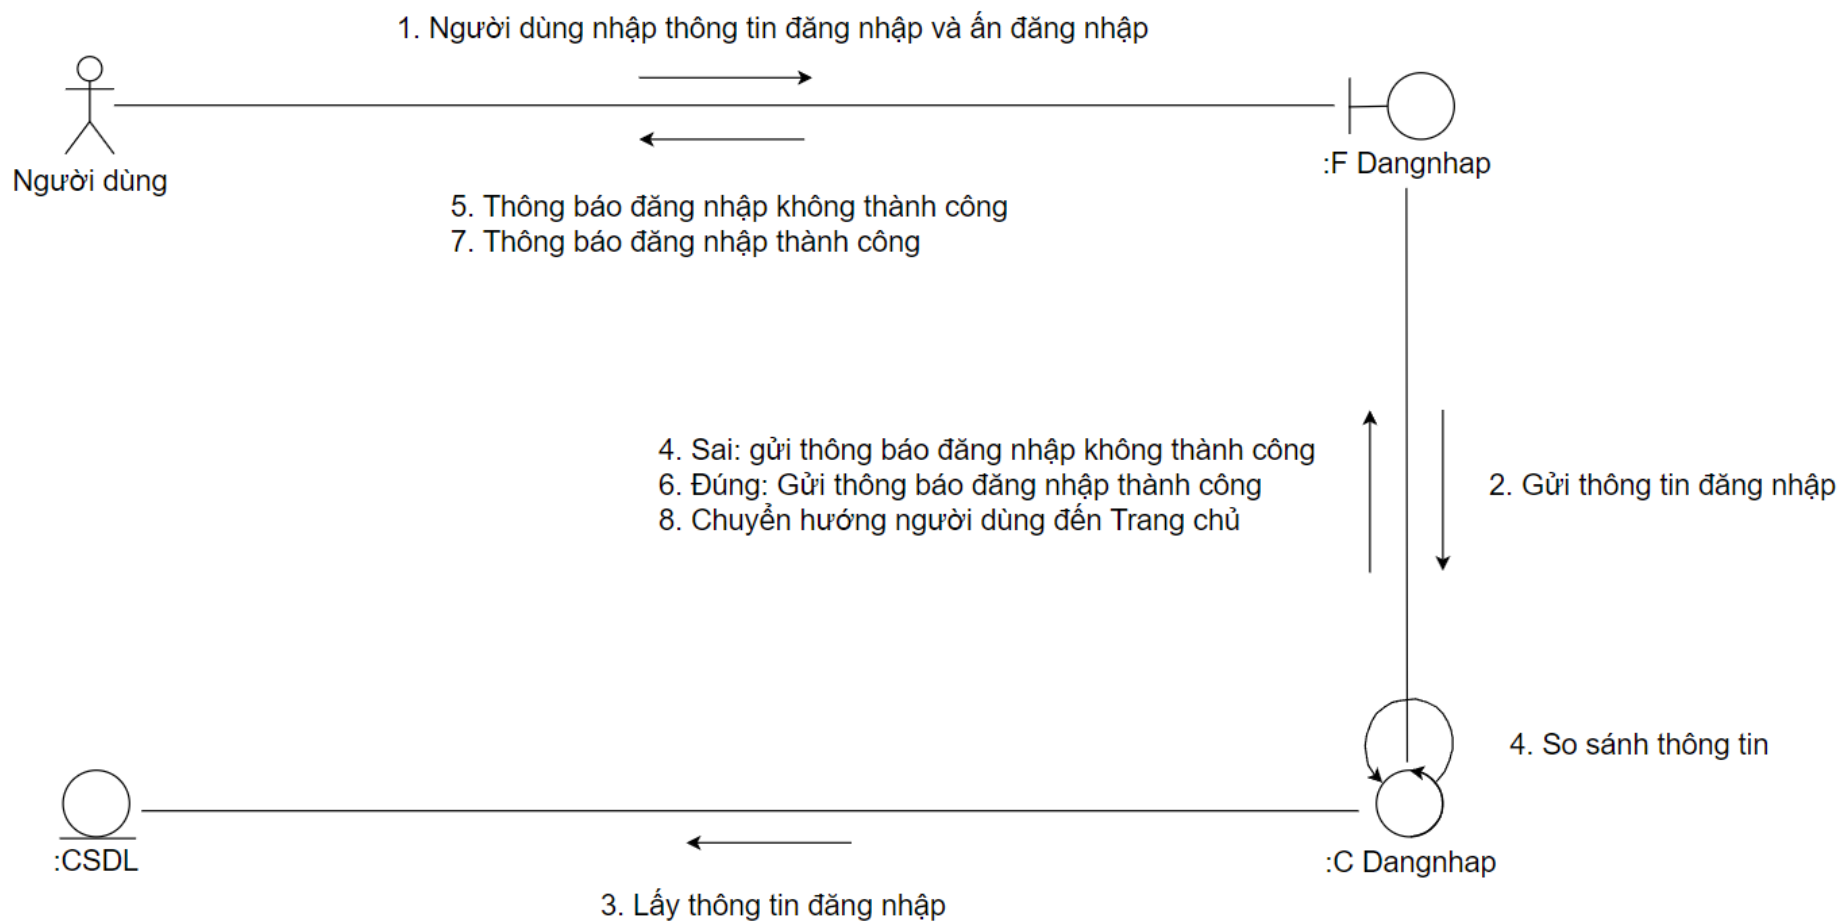 1. Người dùng nhập thông tin đăng nhập và ấn đăng nhập
Người dùng
:F Dangnhap
5. Thông báo đăng nhập không thành công
7. Thông báo đăng nhập thành công
4. Sai: gửi thông báo đăng nhập không thành công
6. Đúng: Gửi thông báo đăng nhập thành công
8. Chuyển hướng người dùng đến Trang chủ
2. Gửi thông tin đăng nhập
4. So sánh thông tin
:CSDL
:C Dangnhap
3. Lấy thông tin đăng nhập